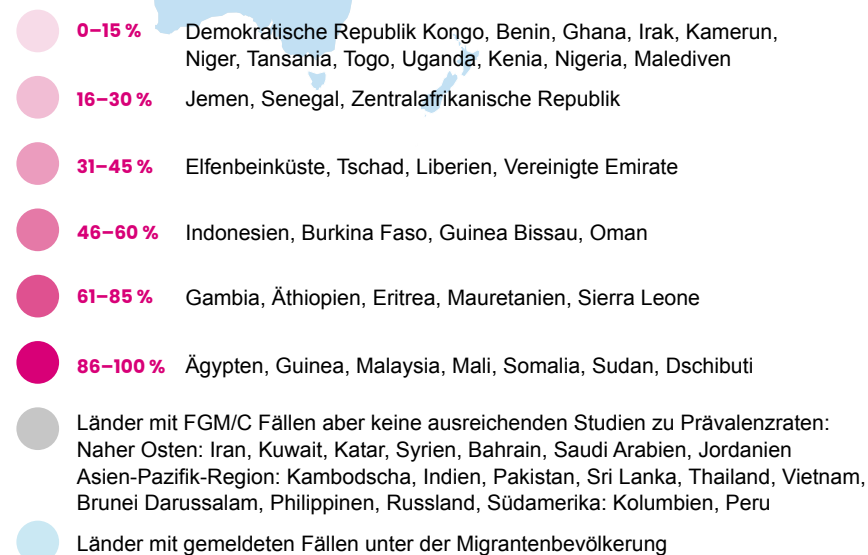 0–15 % Demokratische Republik Kongo, Benin, Ghana, Irak, Kamerun,
Niger, Tansania, Togo, Uganda, Kenia, Nigeria, Malediven
16–30 % Jemen, Senegal, Zentralafrikanische Republik
31–45 % Elfenbeinküste, Tschad, Liberien, Vereinigte Emirate
46–60 % Indonesien, Burkina Faso, Guinea Bissau, Oman
61–85 % Gambia, Äthiopien, Eritrea, Mauretanien, Sierra Leone
86–100 % Ägypten, Guinea, Malaysia, Mali, Somalia, Sudan, Dschibuti
Länder mit FGM/C Fällen aber keine ausreichenden Studien zu Prävalenzraten:
Naher Osten: Iran, Kuwait, Katar, Syrien, Bahrain, Saudi Arabien, Jordanien
Asien-Pazifik-Region: Kambodscha, Indien, Pakistan, Sri Lanka, Thailand, Vietnam,
Brunei Darussalam, Philippinen, Russland, Südamerika: Kolumbien, Peru
Länder mit gemeldeten Fällen unter der Migrantenbevölkerung